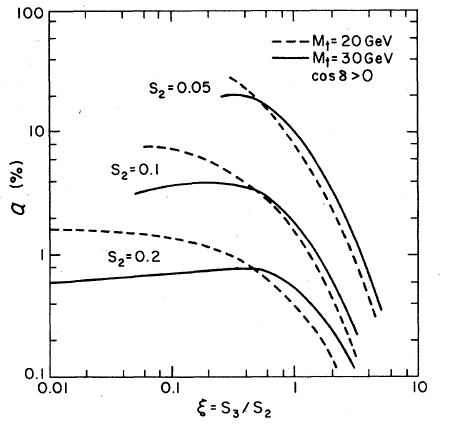 100
M_t = 20 GeV
M_t = 30 GeV
cos δ > 0
S_2 = 0.05
10
a (%)
S_2 = 0.1
1
S_2 = 0.2
0.1
0.01 0.1 1 10
ξ = S_3/S_2